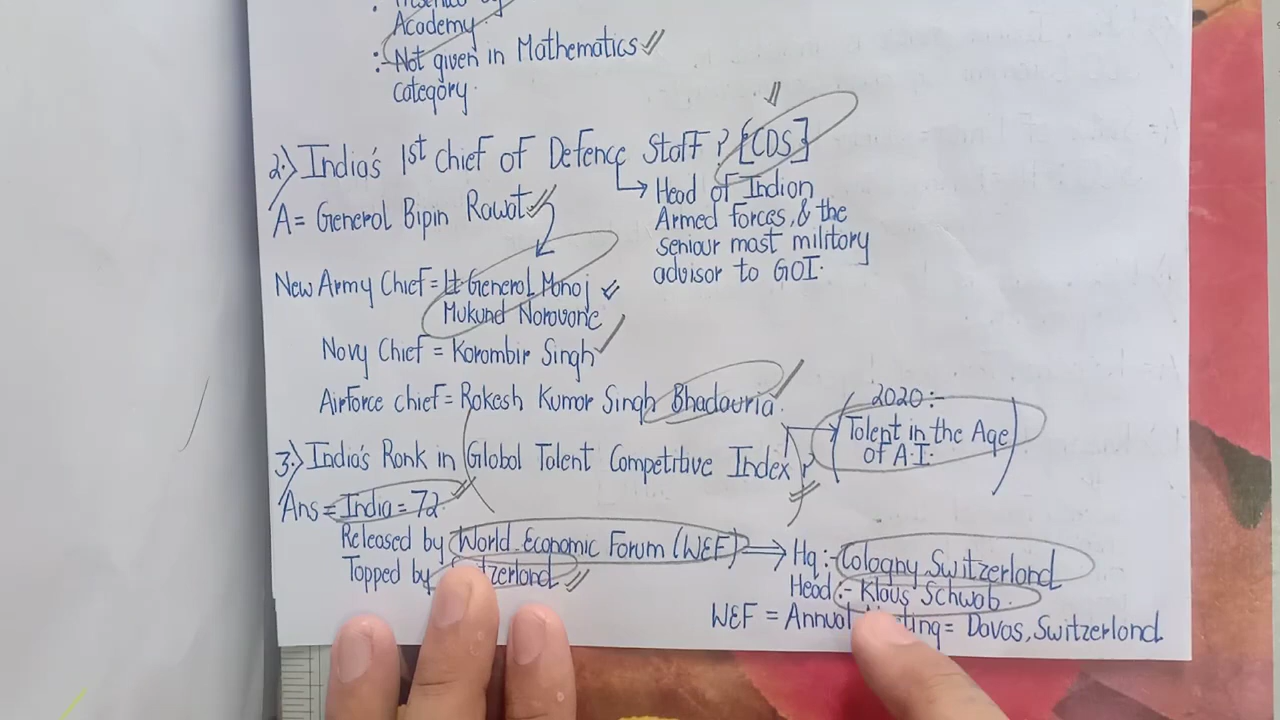 Academy.
:- Not given in Mathematics
category.
2.) India's 1st Chief of Defence Staff ? [CDS]
Head of Indian
Armed forces, & the
seniour most military
advisor to GOI.
A = General Bipin Rawat
New Army Chief = Lt General Manoj
Mukund Naravane
Navy Chief = Karambir Singh
Airforce chief = Rakesh Kumar Singh Bhadauria.
2020 :-
Talent in the Age
of A.I.
3.) India's Rank in Global Talent Competitive Index ?
Ans = India = 72
Released by World Economic Forum (WEF)
Hq :- Cologny, Switzerland
Topped by
Head :- Klaus Schwab.
WEF = Annual = Davos, Switzerland